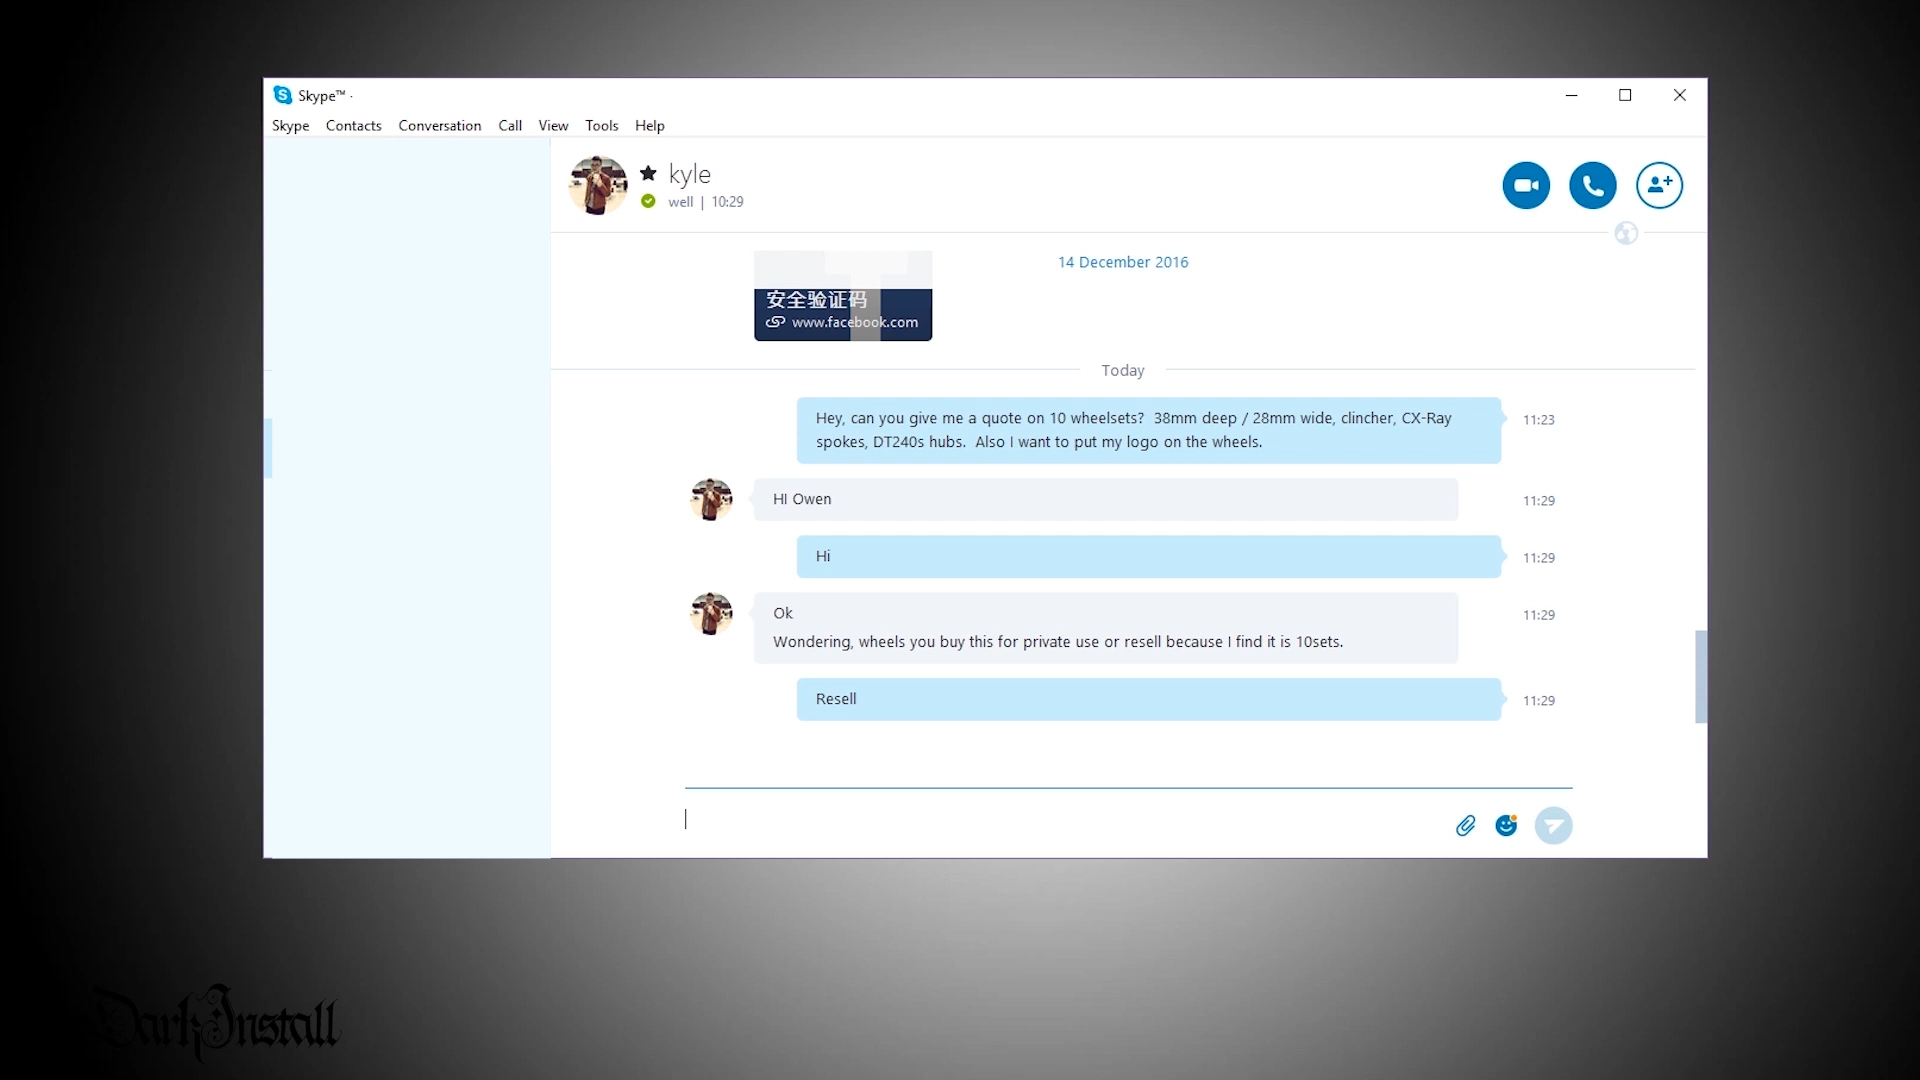 Skype™ ·
Skype Contacts Conversation Call View Tools Help
kyle
well | 10:29
14 December 2016
安全验证码
www.facebook.com
Today
Hey, can you give me a quote on 10 wheelsets?  38mm deep / 28mm wide, clincher, CX-Ray
spokes, DT240s hubs.  Also I want to put my logo on the wheels.
11:23
HI Owen
11:29
Hi
11:29
Ok
11:29
Wondering, wheels you buy this for private use or resell because I find it is 10sets.
Resell
11:29
DarkInstall